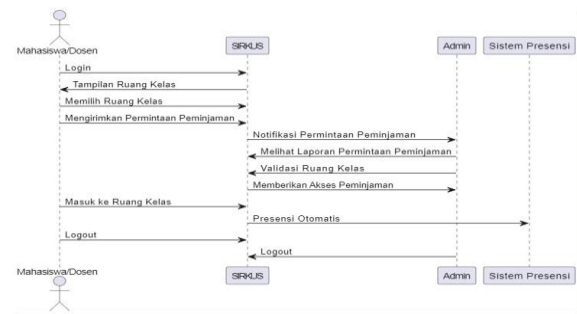 Mahasiswa/Dosen
SIRKUS
Admin
Sistem Presensi
Login
Tampilan Ruang Kelas
Memilih Ruang Kelas
Mengirimkan Permintaan Peminjaman
Notifikasi Permintaan Peminjaman
Melihat Laporan Permintaan Peminjaman
Validasi Ruang Kelas
Memberikan Akses Peminjaman
Masuk ke Ruang Kelas
Presensi Otomatis
Logout
Logout
Mahasiswa/Dosen
SIRKUS
Admin
Sistem Presensi